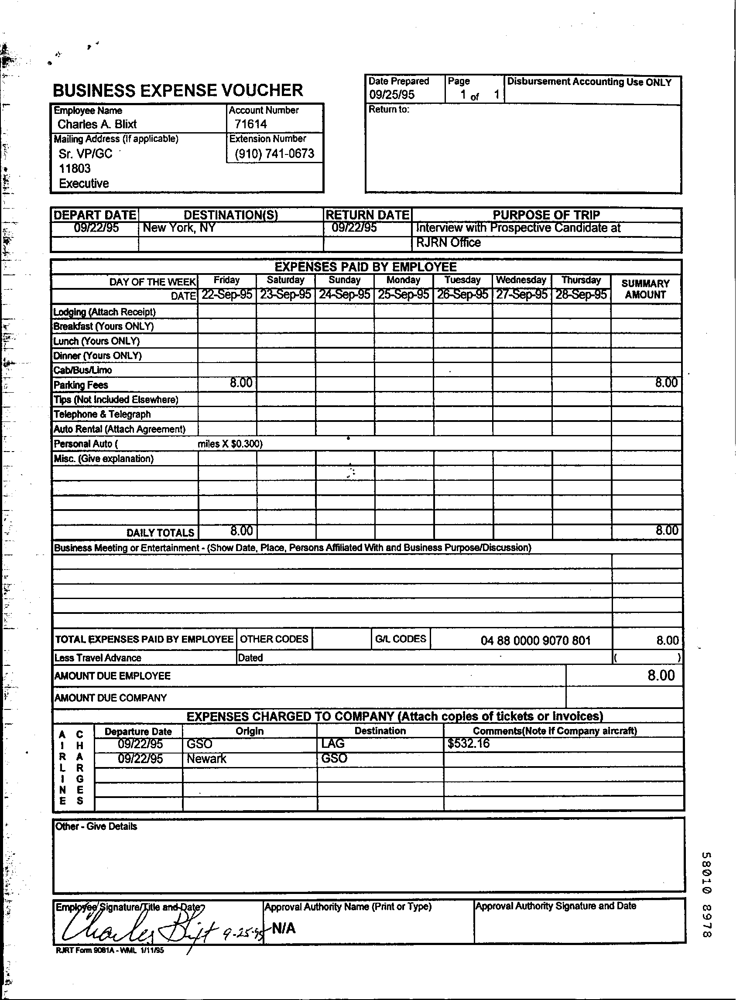 BUSINESS EXPENSE VOUCHER
Date Prepared Page Disbursement Accounting Use ONLY
09/25/95 1 of 1
Employee Name Account Number Return to:
Charles A. Blixt 71614
Mailing Address (If applicable) Extension Number
Sr. VP/GC (910) 741-0673
11803
Executive
DEPART DATE DESTINATION(S) RETURN DATE PURPOSE OF TRIP
09/22/95 New York, NY 09/22/95 Interview with Prospective Candidate at
RJRN Office
EXPENSES PAID BY EMPLOYEE
DAY OF THE WEEK Friday Saturday Sunday Monday Tuesday Wednesday Thursday SUMMARY
DATE 22-Sep-95 23-Sep-95 24-Sep-95 25-Sep-95 26-Sep-95 27-Sep-95 28-Sep-95 AMOUNT
Lodging (Attach Receipt)
Breakfast (Yours ONLY)
Lunch (Yours ONLY)
Dinner (Yours ONLY)
Cab/Bus/Limo
Parking Fees 8.00 8.00
Tips (Not Included Elsewhere)
Telephone & Telegraph
Auto Rental (Attach Agreement)
Personal Auto ( miles X $0.300)
Misc. (Give explanation)
DAILY TOTALS 8.00 8.00
Business Meeting or Entertainment - (Show Date, Place, Persons Affiliated With and Business Purpose/Discussion)
TOTAL EXPENSES PAID BY EMPLOYEE OTHER CODES G/L CODES 04 88 0000 9070 801 8.00
Less Travel Advance Dated ( )
AMOUNT DUE EMPLOYEE 8.00
AMOUNT DUE COMPANY
EXPENSES CHARGED TO COMPANY (Attach copies of tickets or Invoices)
AIRLINE CHARGES Departure Date Origin Destination Comments(Note If Company aircraft)
09/22/95 GSO LAG $532.16
09/22/95 Newark GSO
Other - Give Details
Employee Signature/Title and Date Approval Authority Name (Print or Type) Approval Authority Signature and Date
Charles Blixt 9-25-95 N/A
RJRT Form 9081A - WML 1/11/95
58010 8978